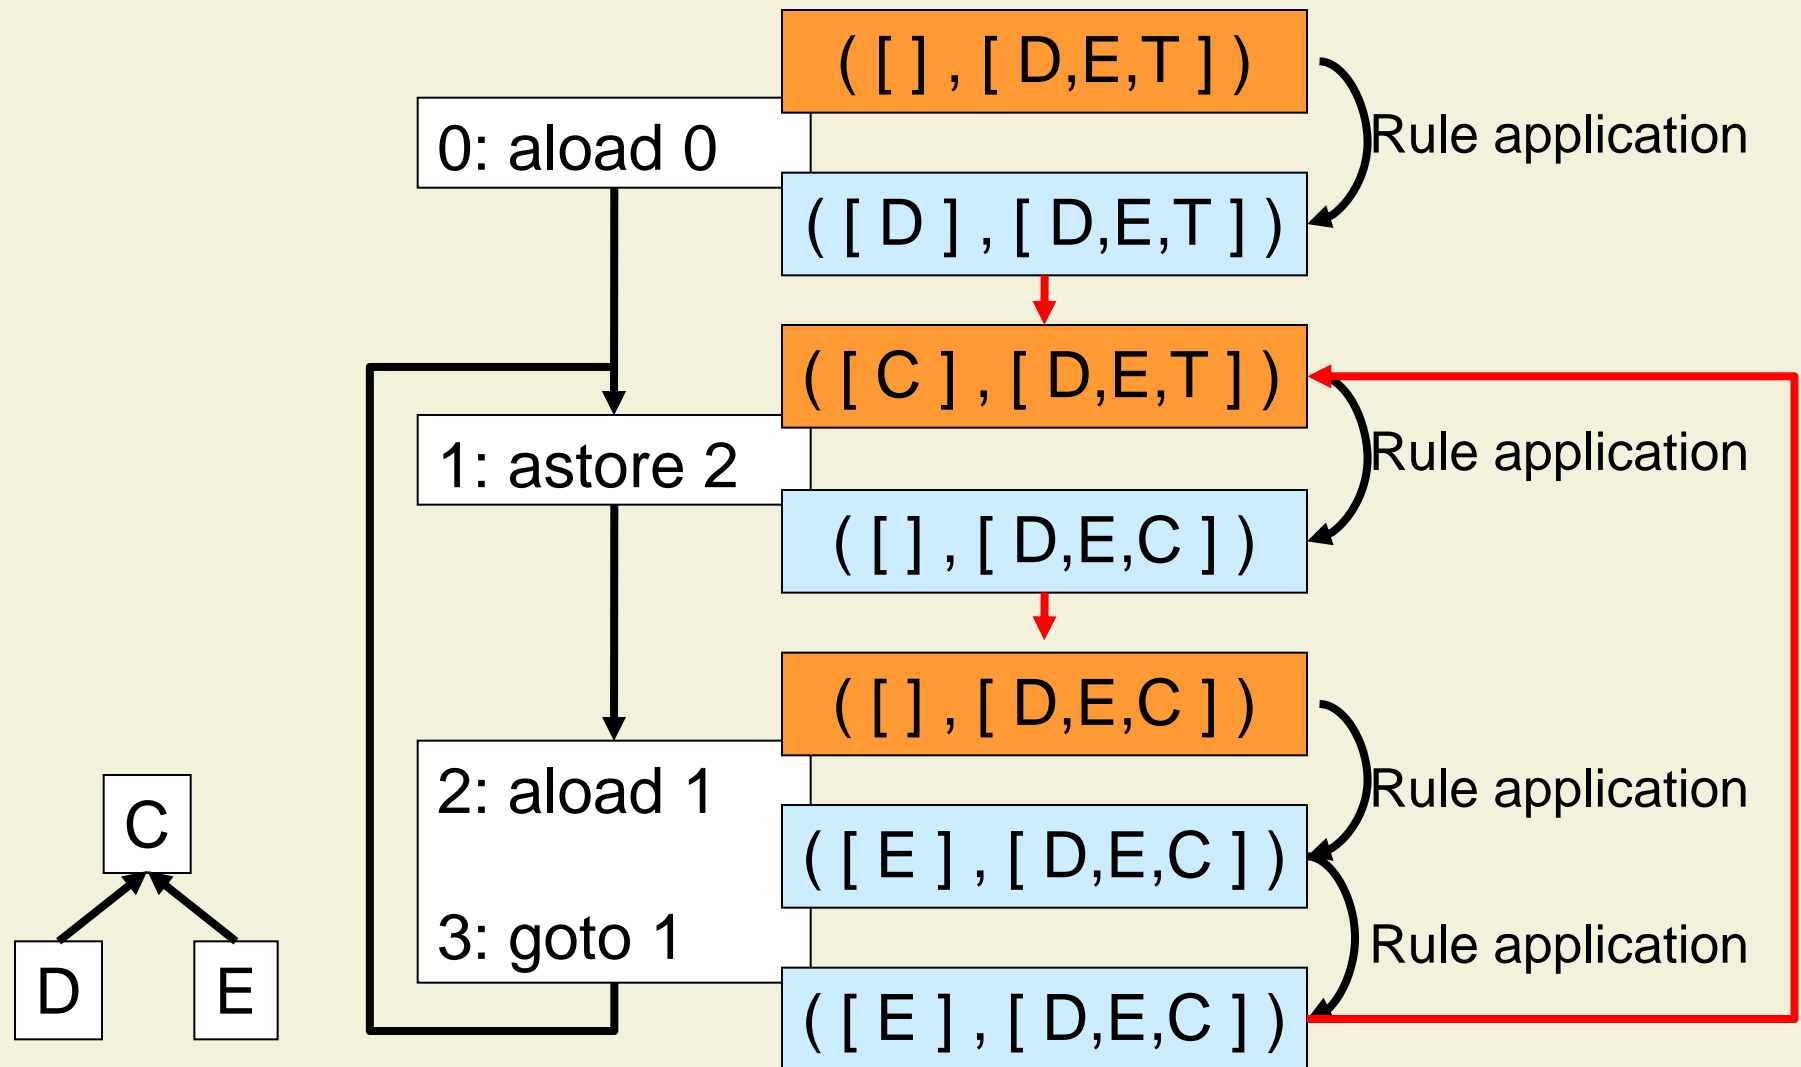 ( [ ] , [ D,E,T ] )
0: aload 0
Rule application
( [ D ] , [ D,E,T ] )
( [ C ] , [ D,E,T ] )
1: astore 2
Rule application
( [ ] , [ D,E,C ] )
( [ ] , [ D,E,C ] )
2: aload 1
Rule application
( [ E ] , [ D,E,C ] )
3: goto 1
Rule application
( [ E ] , [ D,E,C ] )
C
D E